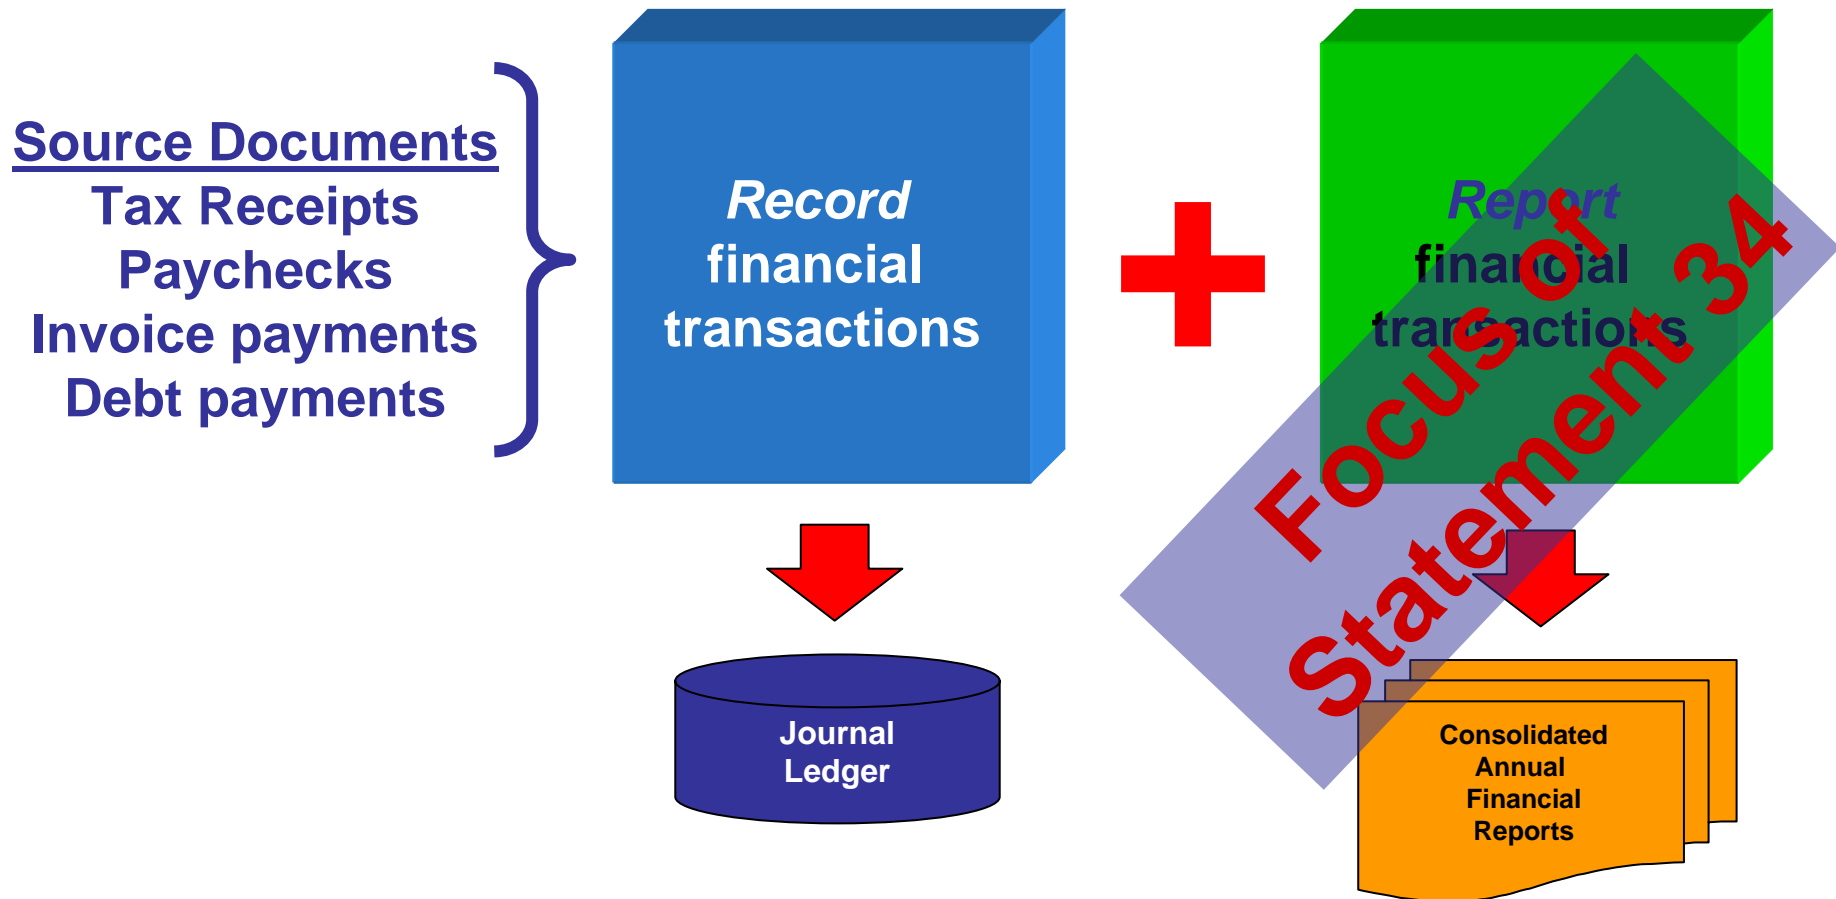 Source Documents
Tax Receipts
Paychecks
Invoice payments
Debt payments
Record
financial
transactions
Report
financial
transactions
Focus of
Statement 34
Journal
Ledger
Consolidated
Annual
Financial
Reports